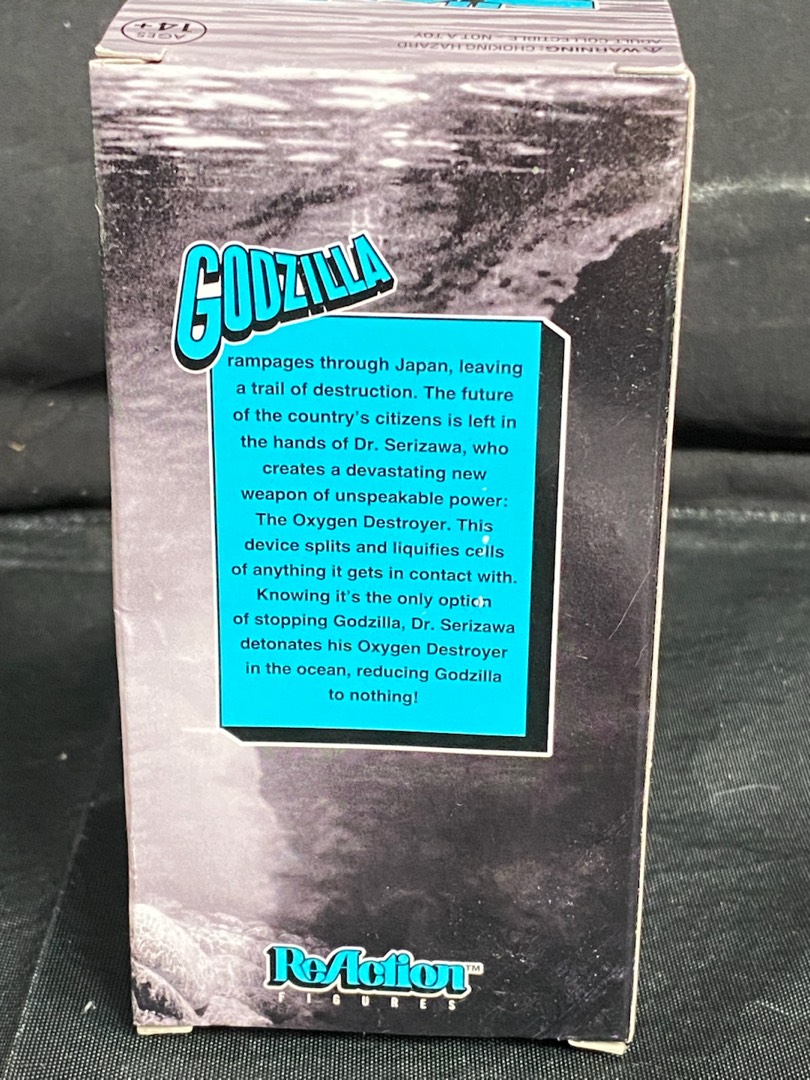 ⚠ WARNING: CHOKING HAZARD
ADULT COLLECTIBLE - NOT A TOY
AGES
14+
GODZILLA
rampages through Japan, leaving
a trail of destruction. The future
of the country's citizens is left in
the hands of Dr. Serizawa, who
creates a devastating new
weapon of unspeakable power:
The Oxygen Destroyer. This
device splits and liquifies cells
of anything it gets in contact with.
Knowing it's the only option
of stopping Godzilla, Dr. Serizawa
detonates his Oxygen Destroyer
in the ocean, reducing Godzilla
to nothing!
ReAction™
FIGURES